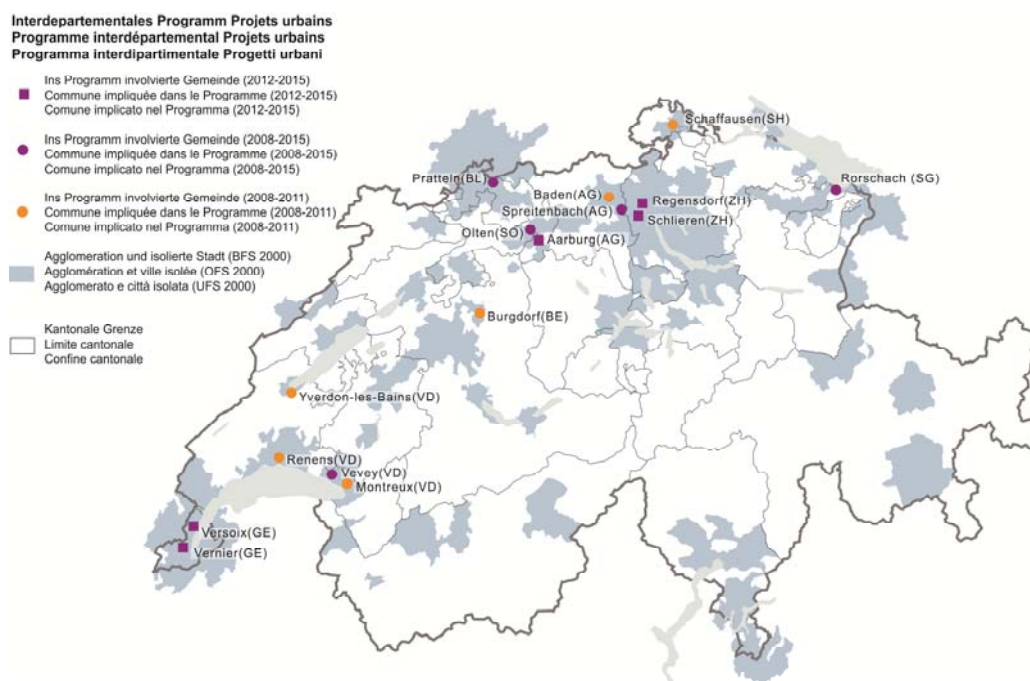 Interdepartementales Programm Projets urbains
Programme interdépartemental Projets urbains
Programma interdipartimentale Progetti urbani
Ins Programm involvierte Gemeinde (2012-2015)
Commune impliquée dans le Programme (2012-2015)
Comune implicato nel Programma (2012-2015)
Ins Programm involvierte Gemeinde (2008-2015)
Commune impliquée dans le Programme (2008-2015)
Comune implicato nel Programma (2008-2015)
Ins Programm involvierte Gemeinde (2008-2011)
Commune impliquée dans le Programme (2008-2011)
Comune implicato nel Programma (2008-2011)
Agglomeration und isolierte Stadt (BFS 2000)
Agglomération et ville isolée (OFS 2000)
Agglomerato e città isolata (UFS 2000)
Kantonale Grenze
Limite cantonale
Confine cantonale
Schaffausen(SH)
Pratteln(BL)
Rorschach (SG)
Baden(AG)
Regensdorf(ZH)
Spreitenbach(AG)
Schlieren(ZH)
Olten(SO)
Aarburg(AG)
Burgdorf(BE)
Yverdon-les-Bains(VD)
Renens(VD)
Vevey(VD)
Montreux(VD)
Versoix(GE)
Vernier(GE)